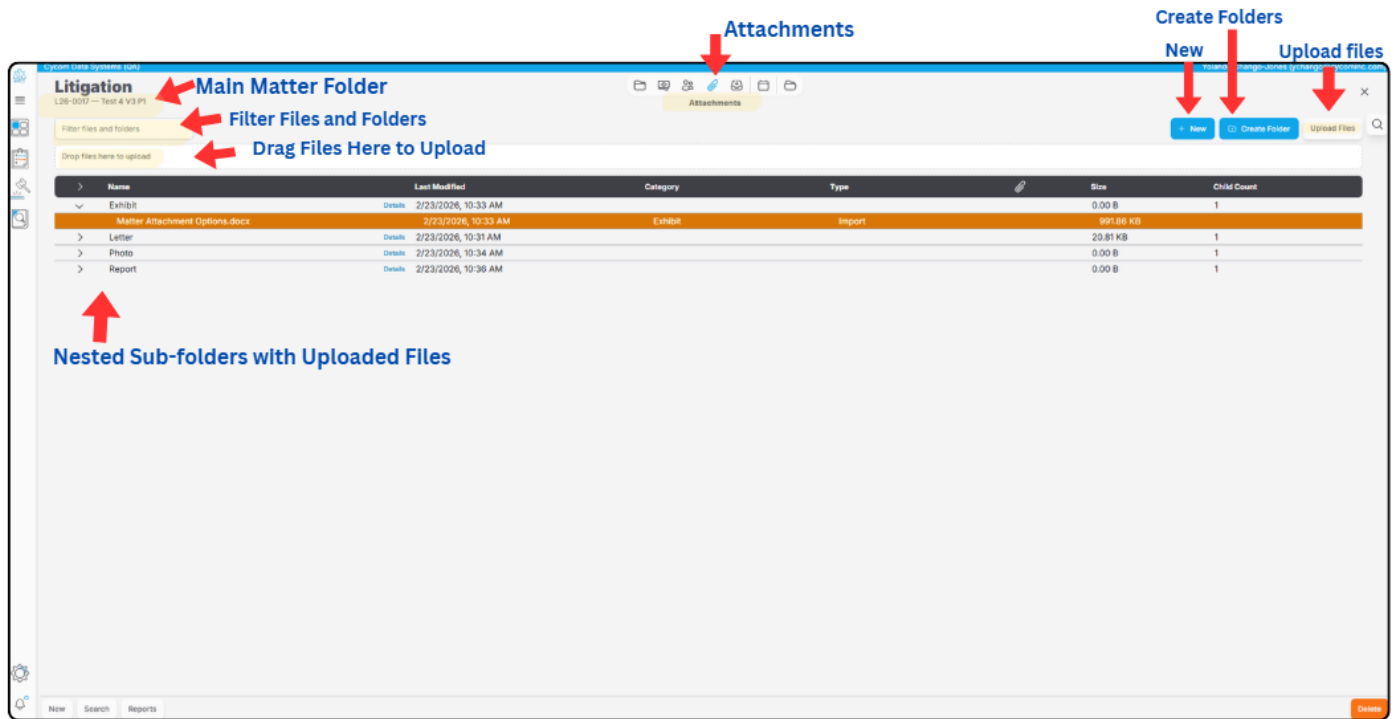 Attachments
Create Folders
New
Upload files
Cycom Data Systems (QA)
Litigation
L26-0017 — Test 4 V3 P1
Main Matter Folder
Attachments
Filter files and folders
Filter Files and Folders
+ New
Create Folder
Upload Files
Drop files here to upload
Drag Files Here to Upload
Name Last Modified Category Type Size Child Count
Exhibit Details 2/23/2026, 10:33 AM 0.00 B 1
Matter Attachment Options.docx 2/23/2026, 10:33 AM Exhibit Import 991.86 KB
Letter Details 2/23/2026, 10:31 AM 20.81 KB 1
Photo Details 2/23/2026, 10:34 AM 0.00 B 1
Report Details 2/23/2026, 10:36 AM 0.00 B 1
Nested Sub-folders with Uploaded Files
New Search Reports
Delete